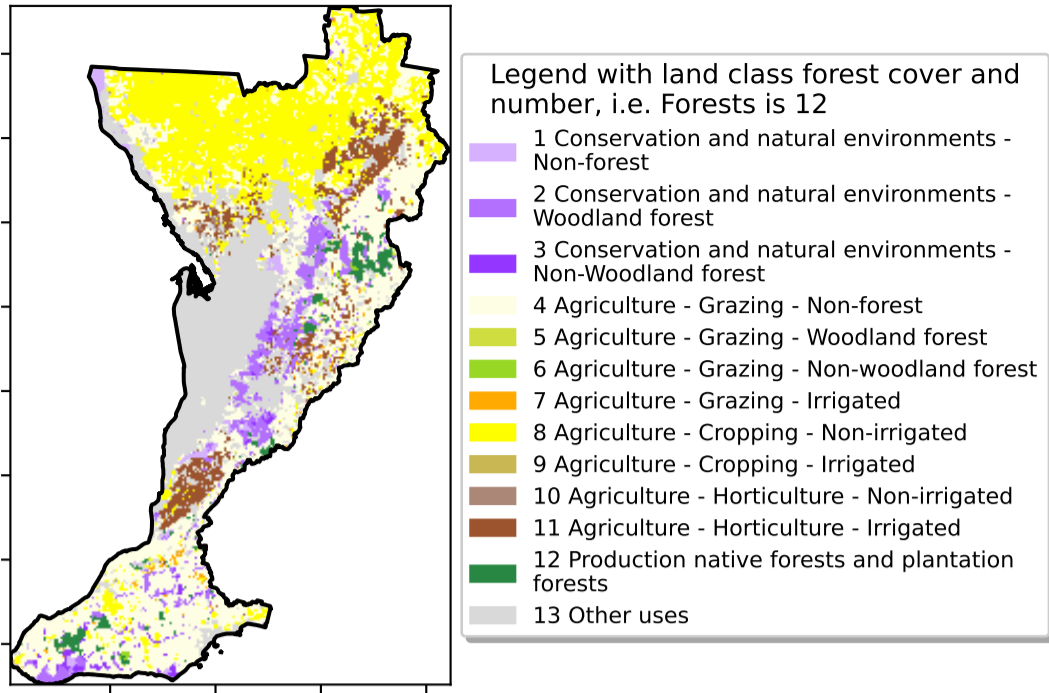 Legend with land class forest cover and
number, i.e. Forests is 12
1 Conservation and natural environments -
Non-forest
2 Conservation and natural environments -
Woodland forest
3 Conservation and natural environments -
Non-Woodland forest
4 Agriculture - Grazing - Non-forest
5 Agriculture - Grazing - Woodland forest
6 Agriculture - Grazing - Non-woodland forest
7 Agriculture - Grazing - Irrigated
8 Agriculture - Cropping - Non-irrigated
9 Agriculture - Cropping - Irrigated
10 Agriculture - Horticulture - Non-irrigated
11 Agriculture - Horticulture - Irrigated
12 Production native forests and plantation
forests
13 Other uses